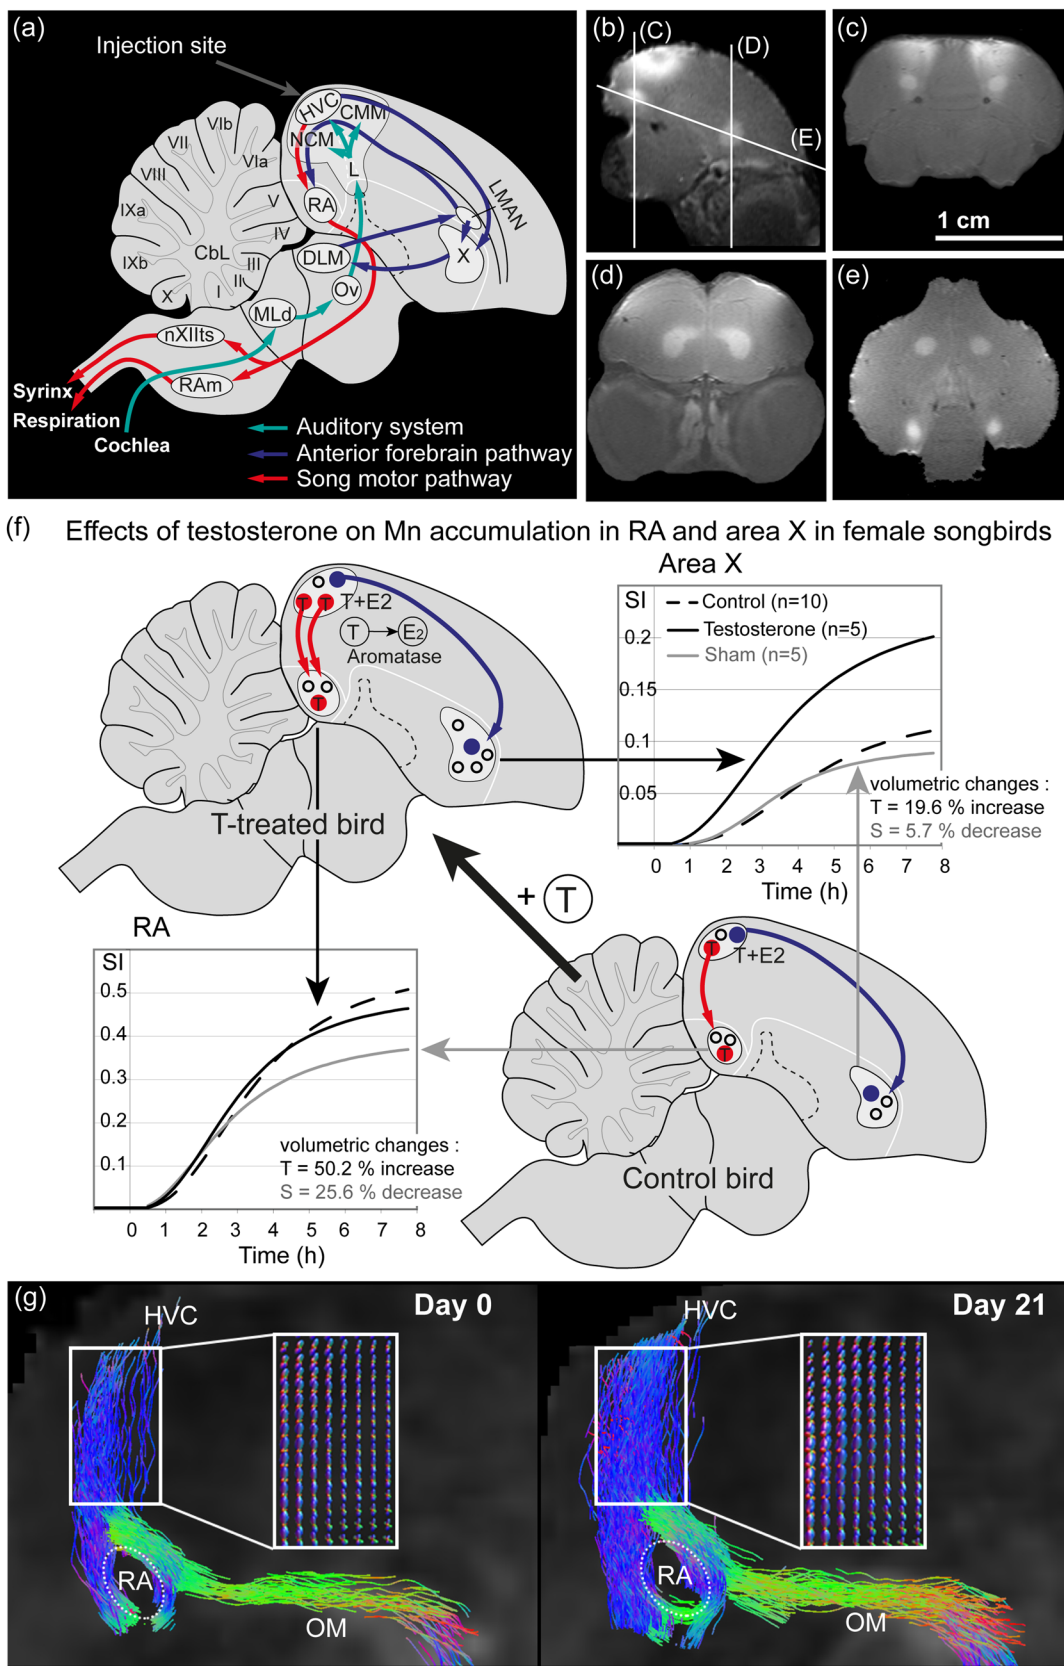 (a)
Injection site
HVC
CMM
NCM
L
RA
LMAN
X
DLM
Ov
MLd
nXIIts
RAm
VIb
VII
VIa
VIII
V
IXa
IV
CbL
III
IXb
II
I
X
Syrinx
Respiration
Cochlea
Auditory system
Anterior forebrain pathway
Song motor pathway
(b)
(C)
(D)
(E)
(c)
1 cm
(d)
(e)
(f)
Effects of testosterone on Mn accumulation in RA and area X in female songbirds
Area X
SI
Control (n=10)
Testosterone (n=5)
Sham (n=5)
0.2
0.15
0.1
0.05
volumetric changes :
T = 19.6 % increase
S = 5.7 % decrease
0 1 2 3 4 5 6 7 8
Time (h)
T T T+E2
T E2
Aromatase
T
T-treated bird
+ T
RA
SI
0.5
0.4
0.3
0.2
0.1
volumetric changes :
T = 50.2 % increase
S = 25.6 % decrease
0 1 2 3 4 5 6 7 8
Time (h)
T T+E2
T
Control bird
(g)
HVC
Day 0
RA
OM
HVC
Day 21
RA
OM